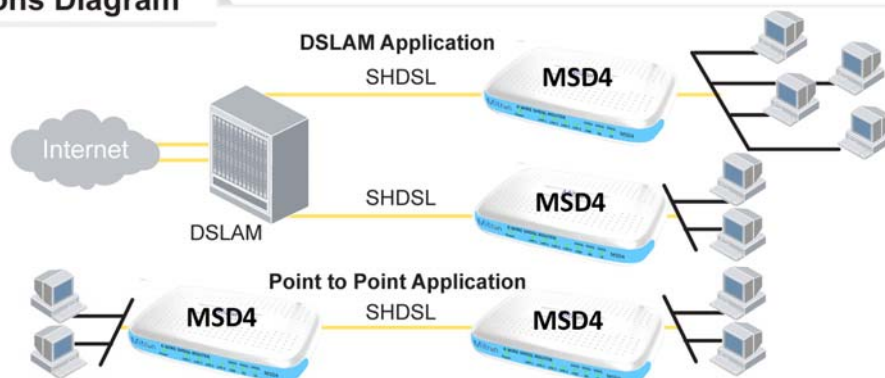 ons Diagram
DSLAM Application
SHDSL
MSD4
Internet
DSLAM
SHDSL
MSD4
Point to Point Application
MSD4
SHDSL
MSD4